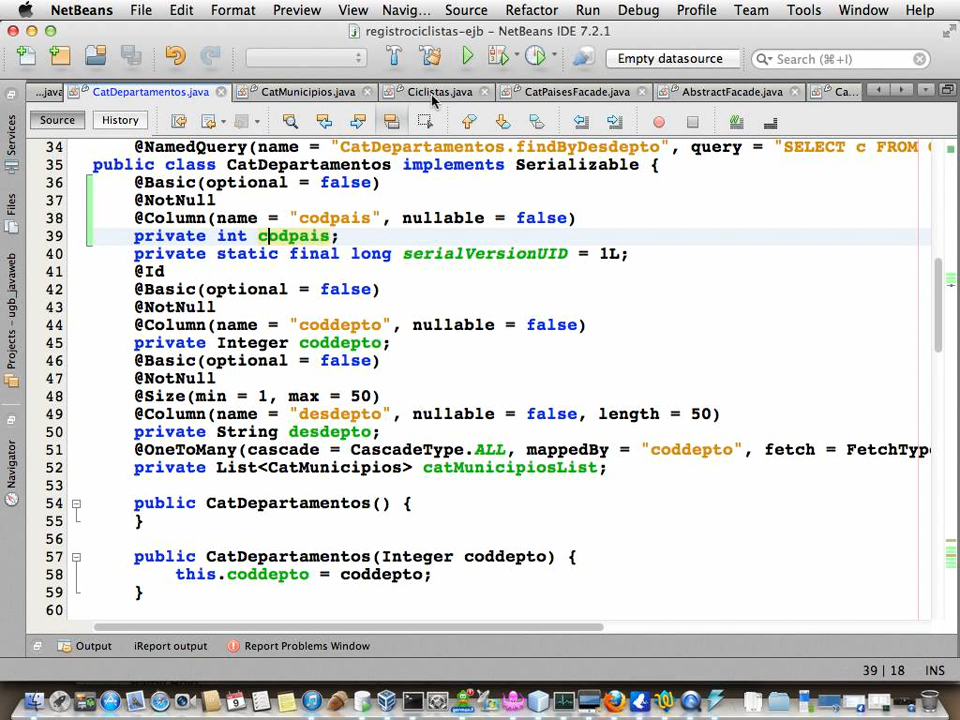 NetBeans File Edit Format Preview View Navig... Source Refactor Run Debug Profile Team Tools Window Help
registrociclistas-ejb - NetBeans IDE 7.2.1
Empty datasource
Search (⌘+I)
...java CatDepartamentos.java CatMunicipios.java Ciclistas.java CatPaisesFacade.java AbstractFacade.java Ca...
Source History
Services
Files
Projects - ugb_javaweb
Navigator
34 @NamedQuery(name = "CatDepartamentos.findByDesdepto", query = "SELECT c FROM
35 public class CatDepartamentos implements Serializable {
36 @Basic(optional = false)
37 @NotNull
38 @Column(name = "codpais", nullable = false)
39 private int codpais;
40 private static final long serialVersionUID = 1L;
41 @Id
42 @Basic(optional = false)
43 @NotNull
44 @Column(name = "coddepto", nullable = false)
45 private Integer coddepto;
46 @Basic(optional = false)
47 @NotNull
48 @Size(min = 1, max = 50)
49 @Column(name = "desdepto", nullable = false, length = 50)
50 private String desdepto;
51 @OneToMany(cascade = CascadeType.ALL, mappedBy = "coddepto", fetch = FetchType
52 private List<CatMunicipios> catMunicipiosList;
53
54 public CatDepartamentos() {
55 }
56
57 public CatDepartamentos(Integer coddepto) {
58 this.coddepto = coddepto;
59 }
60
Output iReport output Report Problems Window
39 | 18 INS